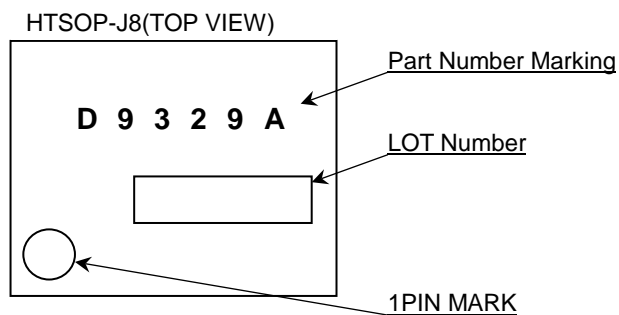 HTSOP-J8(TOP VIEW)
Part Number Marking
D 9 3 2 9 A
LOT Number
1PIN MARK